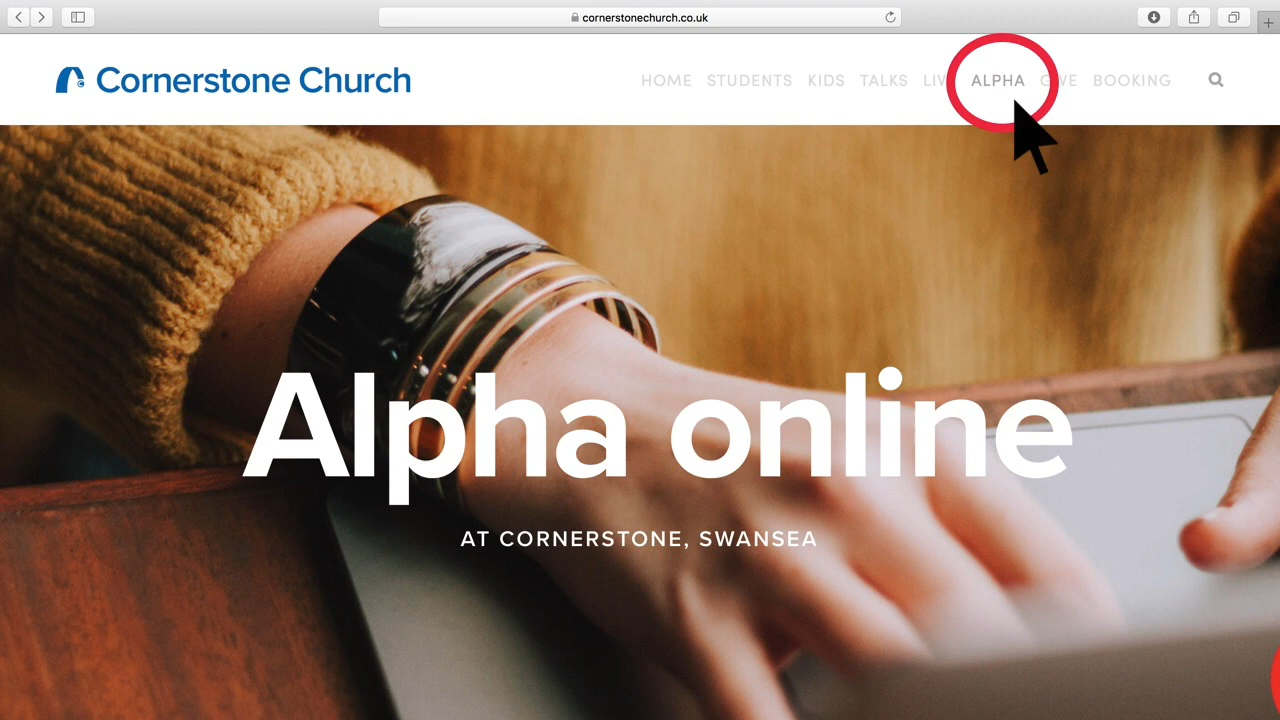 cornerstonechurch.co.uk
Cornerstone Church
HOME STUDENTS KIDS TALKS ALPHA BOOKING
Alpha online
AT CORNERSTONE, SWANSEA